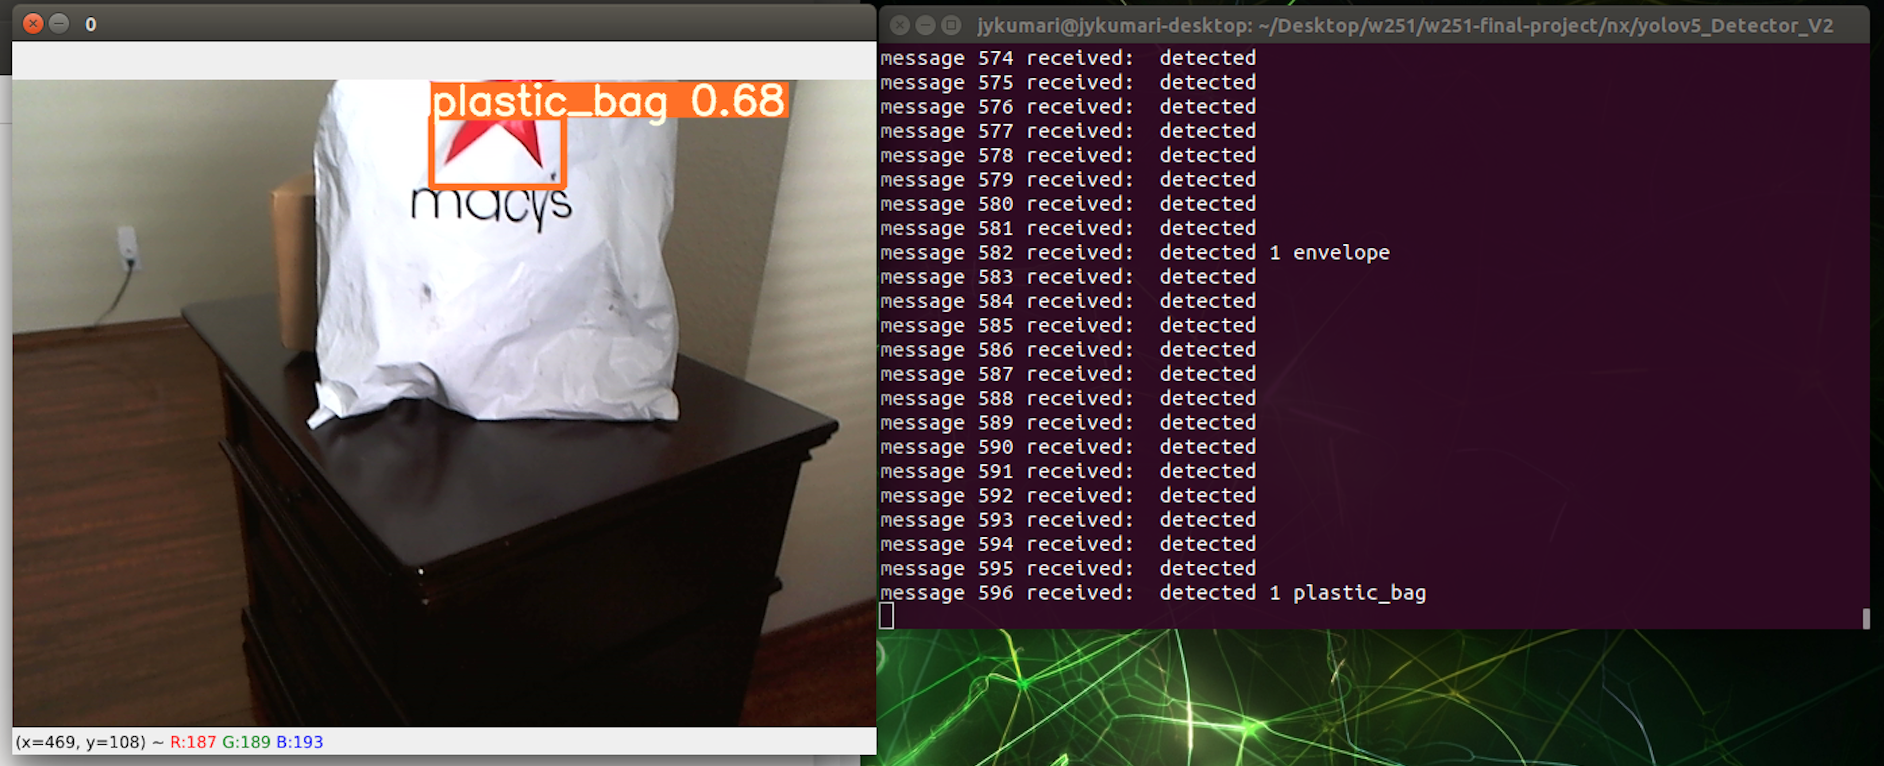 0
plastic_bag 0.68
macy's
(x=469, y=108) ~ R:187 G:189 B:193
jykumari@jykumari-desktop: ~/Desktop/w251/w251-final-project/nx/yolov5_Detector_V2
message 574 received:  detected
message 575 received:  detected
message 576 received:  detected
message 577 received:  detected
message 578 received:  detected
message 579 received:  detected
message 580 received:  detected
message 581 received:  detected
message 582 received:  detected 1 envelope
message 583 received:  detected
message 584 received:  detected
message 585 received:  detected
message 586 received:  detected
message 587 received:  detected
message 588 received:  detected
message 589 received:  detected
message 590 received:  detected
message 591 received:  detected
message 592 received:  detected
message 593 received:  detected
message 594 received:  detected
message 595 received:  detected
message 596 received:  detected 1 plastic_bag